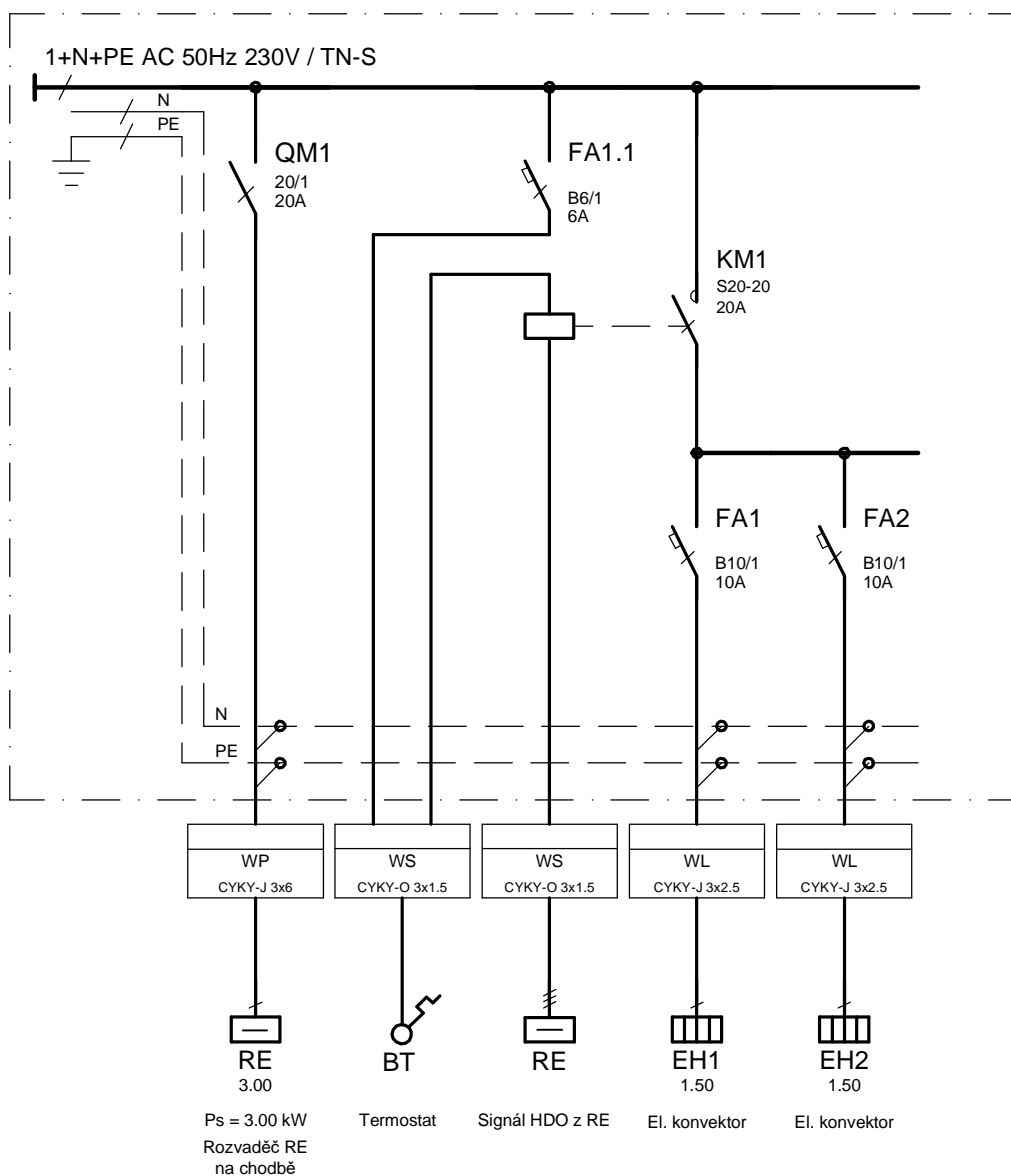 1+N+PE AC 50Hz 230V / TN-S
N
PE
QM1
20/1
20A
FA1.1
B6/1
6A
KM1
S20-20
20A
FA1
B10/1
10A
FA2
B10/1
10A
N
PE
WP
CYKY-J 3x6
WS
CYKY-O 3x1.5
WS
CYKY-O 3x1.5
WL
CYKY-J 3x2.5
WL
CYKY-J 3x2.5
RE
3.00
Ps = 3.00 kW
Rozvaděč RE
na chodbě
BT
Termostat
RE
Signál HDO z RE
EH1
1.50
El. konvektor
EH2
1.50
El. konvektor